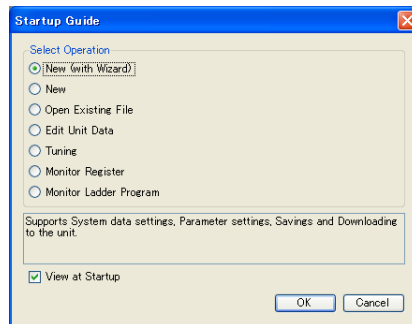 Startup Guide
Select Operation
New (with Wizard)
New
Open Existing File
Edit Unit Data
Tuning
Monitor Register
Monitor Ladder Program
Supports System data settings, Parameter settings, Savings and Downloading
to the unit.
View at Startup
OK Cancel